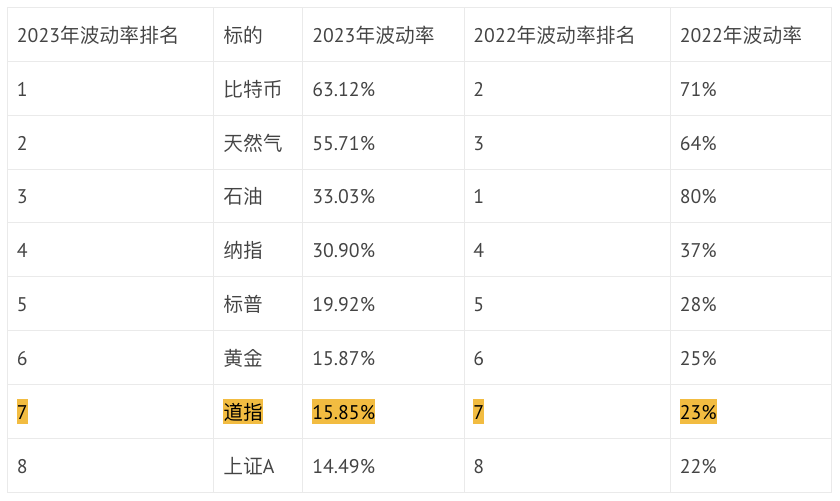 2023年波动率排名 标的 2023年波动率 2022年波动率排名 2022年波动率
1 比特币 63.12% 2 71%
2 天然气 55.71% 3 64%
3 石油 33.03% 1 80%
4 纳指 30.90% 4 37%
5 标普 19.92% 5 28%
6 黄金 15.87% 6 25%
7 道指 15.85% 7 23%
8 上证A 14.49% 8 22%